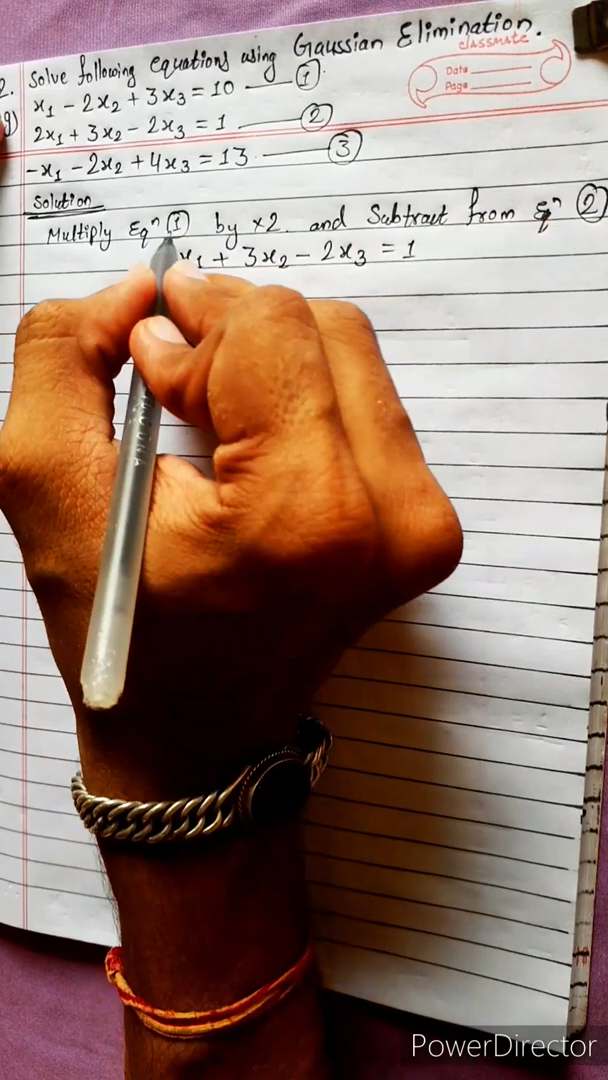 2. Solve following equations using Gaussian Elimination.
classmate
Date
Page
g) x₁ - 2x₂ + 3x₃ = 10 ①
2x₁ + 3x₂ - 2x₃ = 1 ②
-x₁ - 2x₂ + 4x₃ = 13 ③
Solution
Multiply Eqⁿ ① by ×2 and Subtract from Eqⁿ ②
x₁ + 3x₂ - 2x₃ = 1
PowerDirector